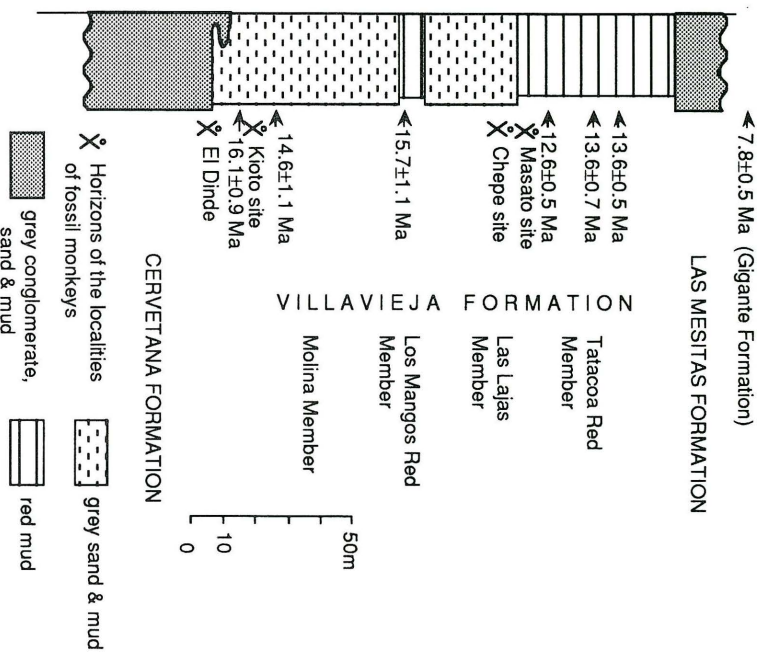 7.8±0.5 Ma (Gigante Formation)
LAS MESITAS FORMATION
13.6±0.5 Ma
13.6±0.7 Ma
12.6±0.5 Ma
Masato site
Chepe site
15.7±1.1 Ma
14.6±1.1 Ma
Kioto site
16.1±0.9 Ma
El Dinde
VILLAVIEJA FORMATION
Tatacoa Red
Member
Las Lajas
Member
Los Mangos Red
Member
Molina Member
CERVETANA FORMATION
50m
10
0
Horizons of the localities
of fossil monkeys
grey conglomerate,
sand & mud
grey sand & mud
red mud